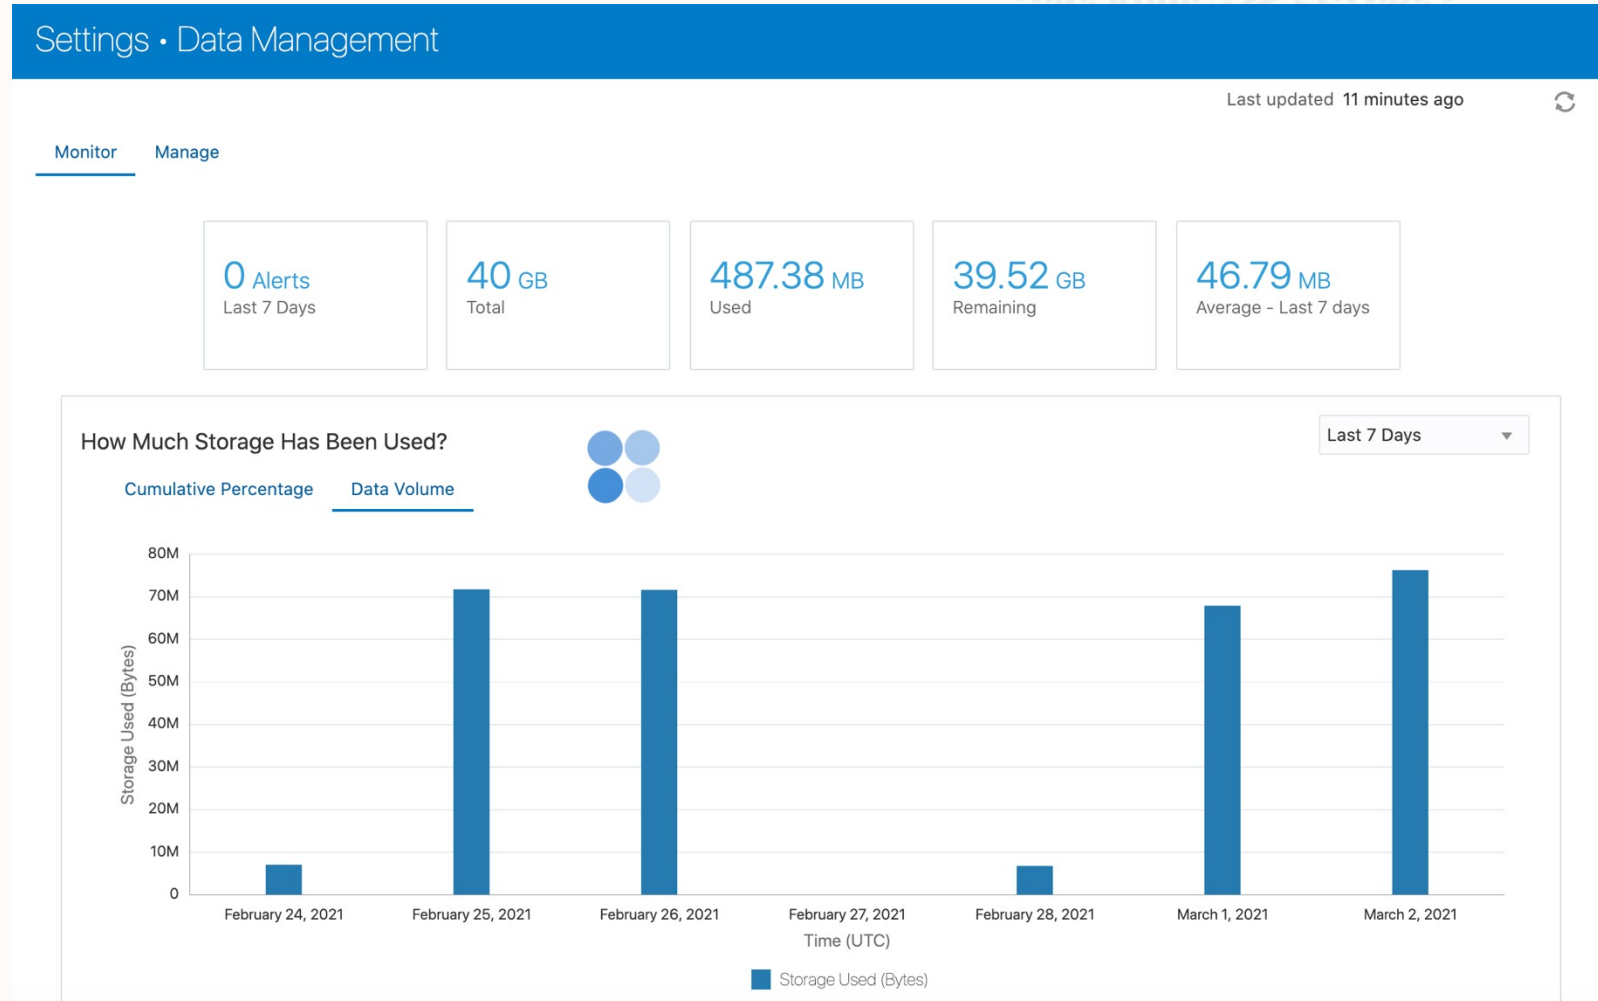 Settings • Data Management
Last updated 11 minutes ago
Monitor Manage
0 Alerts
Last 7 Days
40 GB
Total
487.38 MB
Used
39.52 GB
Remaining
46.79 MB
Average - Last 7 days
How Much Storage Has Been Used?
Last 7 Days
Cumulative Percentage Data Volume
80M
70M
60M
50M
40M
30M
20M
10M
0
Storage Used (Bytes)
February 24, 2021 February 25, 2021 February 26, 2021 February 27, 2021 February 28, 2021 March 1, 2021 March 2, 2021
Time (UTC)
Storage Used (Bytes)